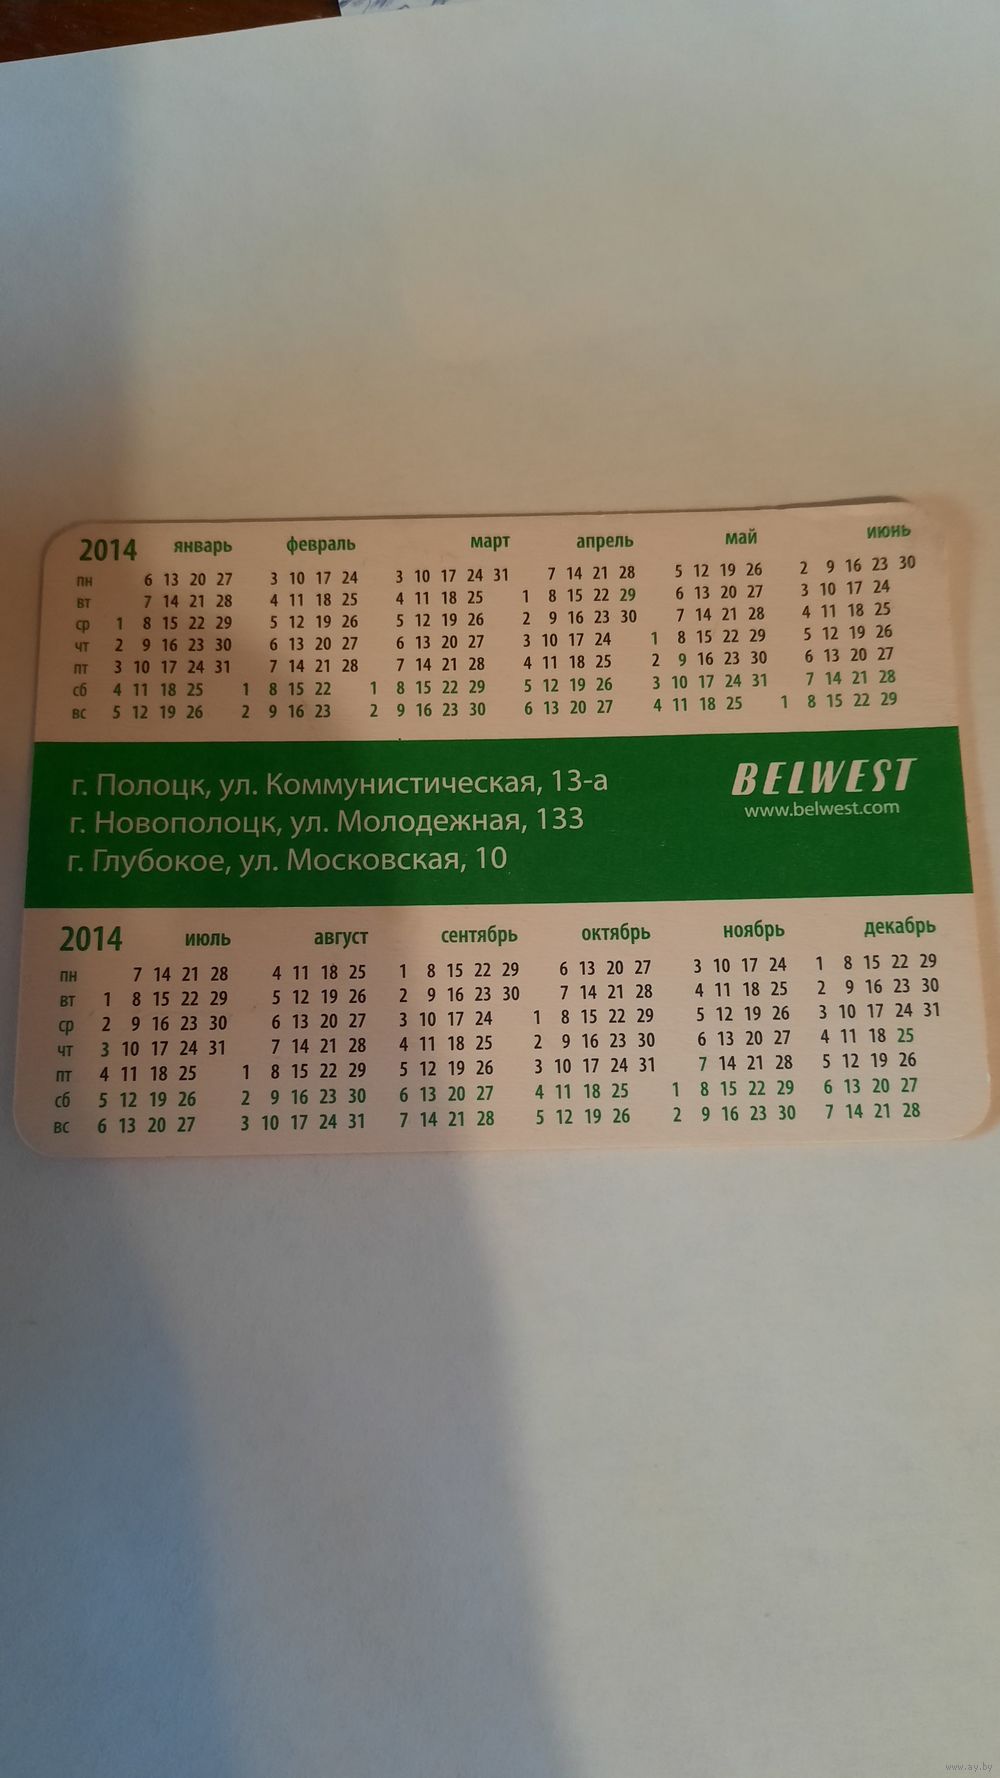 2014 январь февраль март апрель май июнь
пн 6 13 20 27 3 10 17 24 3 10 17 24 31 7 14 21 28 5 12 19 26 2 9 16 23 30
вт 7 14 21 28 4 11 18 25 4 11 18 25 1 8 15 22 29 6 13 20 27 3 10 17 24
ср 1 8 15 22 29 5 12 19 26 5 12 19 26 2 9 16 23 30 7 14 21 28 4 11 18 25
чт 2 9 16 23 30 6 13 20 27 6 13 20 27 3 10 17 24 1 8 15 22 29 5 12 19 26
пт 3 10 17 24 31 7 14 21 28 7 14 21 28 4 11 18 25 2 9 16 23 30 6 13 20 27
сб 4 11 18 25 1 8 15 22 1 8 15 22 29 5 12 19 26 3 10 17 24 31 7 14 21 28
вс 5 12 19 26 2 9 16 23 2 9 16 23 30 6 13 20 27 4 11 18 25 1 8 15 22 29
г. Полоцк, ул. Коммунистическая, 13-а
г. Новополоцк, ул. Молодежная, 133
г. Глубокое, ул. Московская, 10
BELWEST
www.belwest.com
2014 июль август сентябрь октябрь ноябрь декабрь
пн 7 14 21 28 4 11 18 25 1 8 15 22 29 6 13 20 27 3 10 17 24 1 8 15 22 29
вт 1 8 15 22 29 5 12 19 26 2 9 16 23 30 7 14 21 28 4 11 18 25 2 9 16 23 30
ср 2 9 16 23 30 6 13 20 27 3 10 17 24 1 8 15 22 29 5 12 19 26 3 10 17 24 31
чт 3 10 17 24 31 7 14 21 28 4 11 18 25 2 9 16 23 30 6 13 20 27 4 11 18 25
пт 4 11 18 25 1 8 15 22 29 5 12 19 26 3 10 17 24 31 7 14 21 28 5 12 19 26
сб 5 12 19 26 2 9 16 23 30 6 13 20 27 4 11 18 25 1 8 15 22 29 6 13 20 27
вс 6 13 20 27 3 10 17 24 31 7 14 21 28 5 12 19 26 2 9 16 23 30 7 14 21 28
www.ay.by